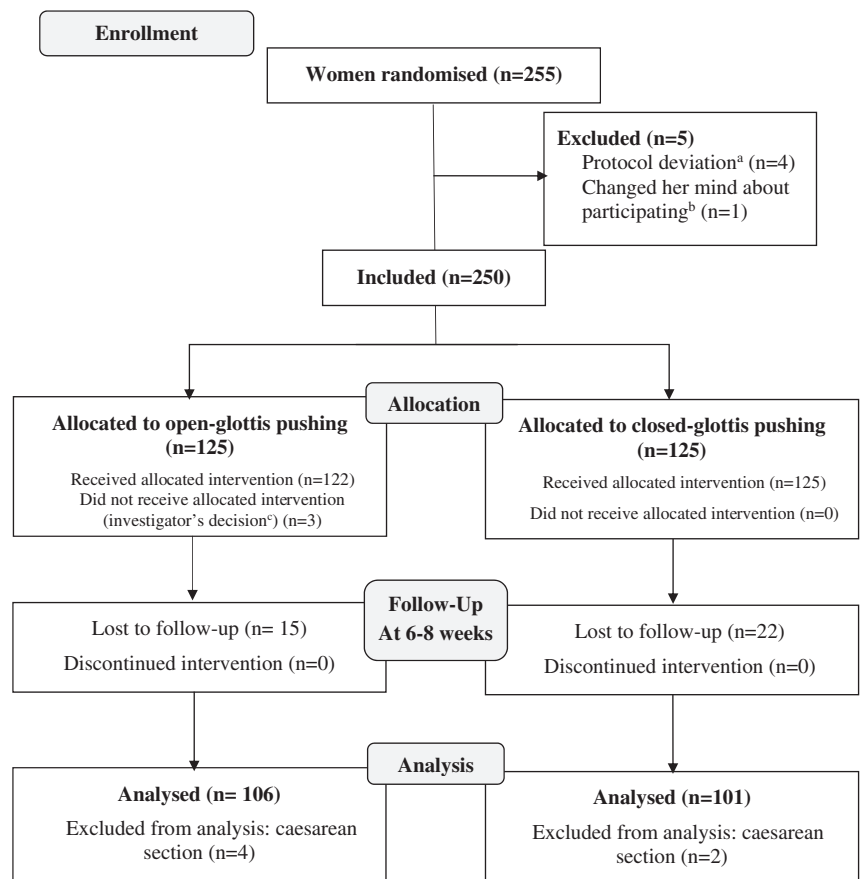 Enrollment
Women randomised (n=255)
Excluded (n=5)
Protocol deviationᵃ (n=4)
Changed her mind about
participatingᵇ (n=1)
Included (n=250)
Allocation
Allocated to open-glottis pushing
(n=125)
Received allocated intervention (n=122)
Did not receive allocated intervention
(investigator's decisionᶜ) (n=3)
Allocated to closed-glottis pushing
(n=125)
Received allocated intervention (n=125)
Did not receive allocated intervention (n=0)
Follow-Up
At 6-8 weeks
Lost to follow-up (n= 15)
Discontinued intervention (n=0)
Lost to follow-up (n=22)
Discontinued intervention (n=0)
Analysis
Analysed (n= 106)
Excluded from analysis: caesarean
section (n=4)
Analysed (n=101)
Excluded from analysis: caesarean
section (n=2)